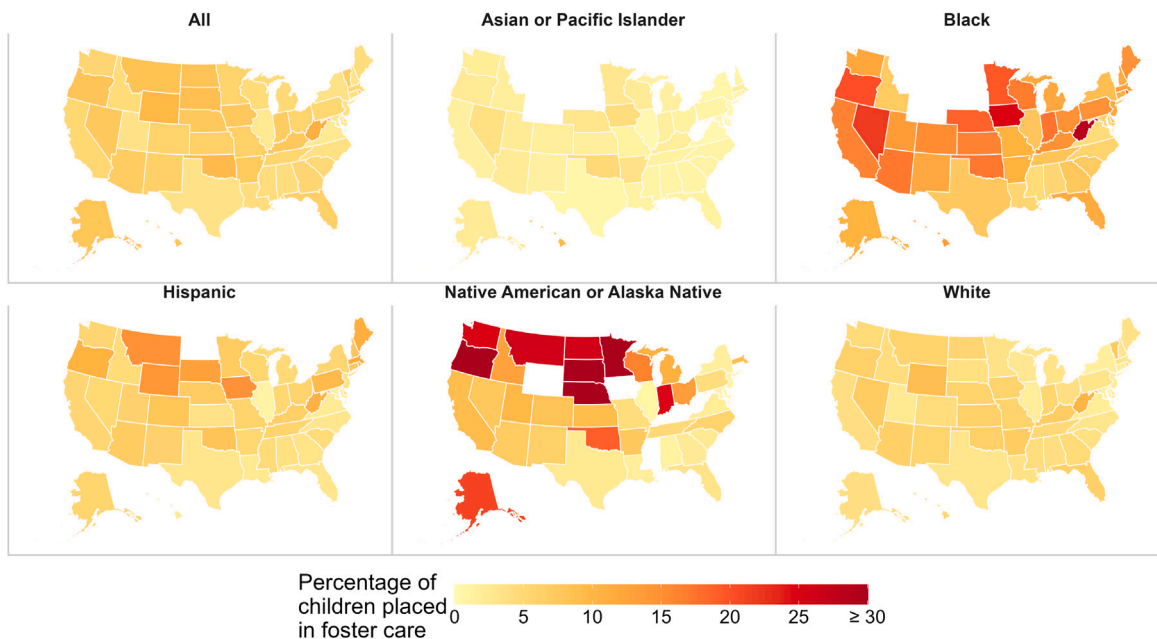 All
Asian or Pacific Islander
Black
Hispanic
Native American or Alaska Native
White
Percentage of
children placed
in foster care
0 5 10 15 20 25 ≥ 30